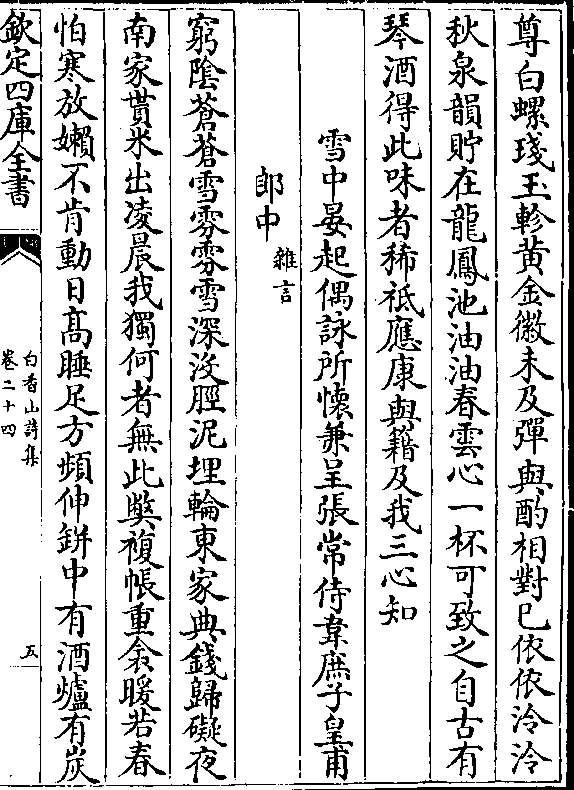 尊白螺琖玉軫黄金徽未及彈與酌相對已依依泠泠
秋泉韻貯在龍鳳池油油春雲心一杯可致之自古有
琴酒得此味者稀祇應康與籍及我三心知
雪中晏起偶詠所懷兼呈張常侍韋庶子皇甫
郎中
雜言
窮陰蒼蒼雪雰雰雪深没脛泥埋輪東家典錢歸礙夜
南家貰米出凌晨我獨何者無此弊複帳重衾暖若春
怕寒放嬾不肯動日髙睡足方頻伸缾中有酒爐有炭
欽定四庫全書
白香山詩集
卷二十四
五